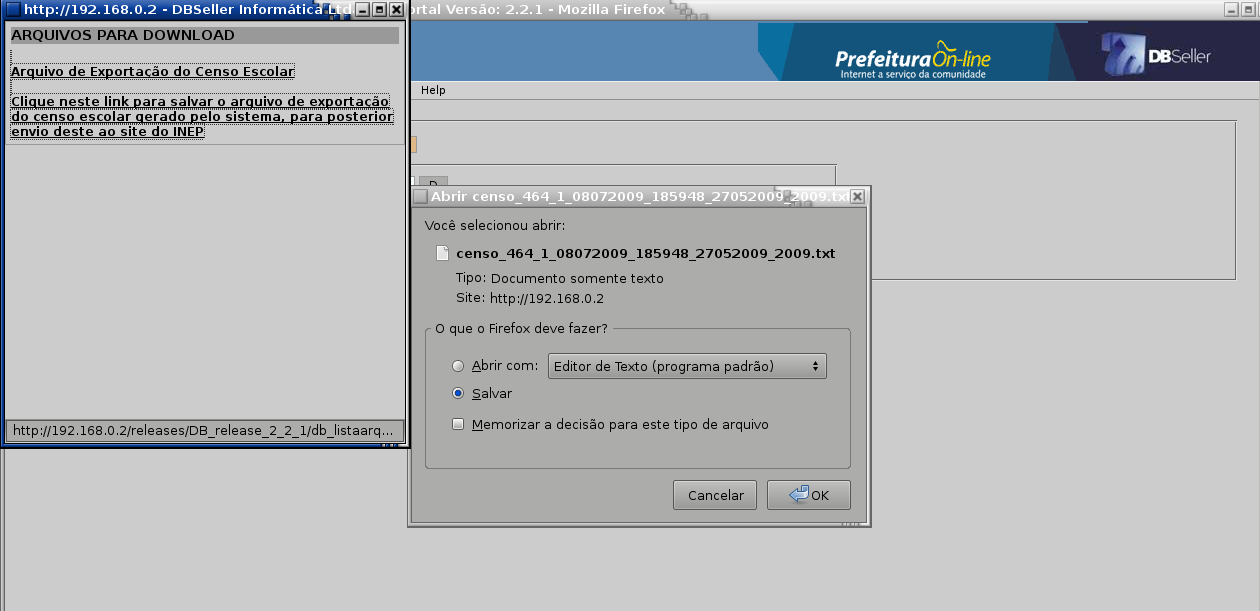 http://192.168.0.2 - DBSeller Informática Ltd
ortal Versão: 2.2.1 - Mozilla Firefox
ARQUIVOS PARA DOWNLOAD
Arquivo de Exportação do Censo Escolar
Clique neste link para salvar o arquivo de exportação
do censo escolar gerado pelo sistema, para posterior
envio deste ao site do INEP
http://192.168.0.2/releases/DB_release_2_2_1/db_listaarq...
PrefeituraOn-line
Internet a serviço da comunidade
DBSeller
Help
Abrir censo_464_1_08072009_185948_27052009_2009.txt
Você selecionou abrir:
censo_464_1_08072009_185948_27052009_2009.txt
Tipo: Documento somente texto
Site: http://192.168.0.2
O que o Firefox deve fazer?
Abrir com: Editor de Texto (programa padrão)
Salvar
Memorizar a decisão para este tipo de arquivo
Cancelar OK